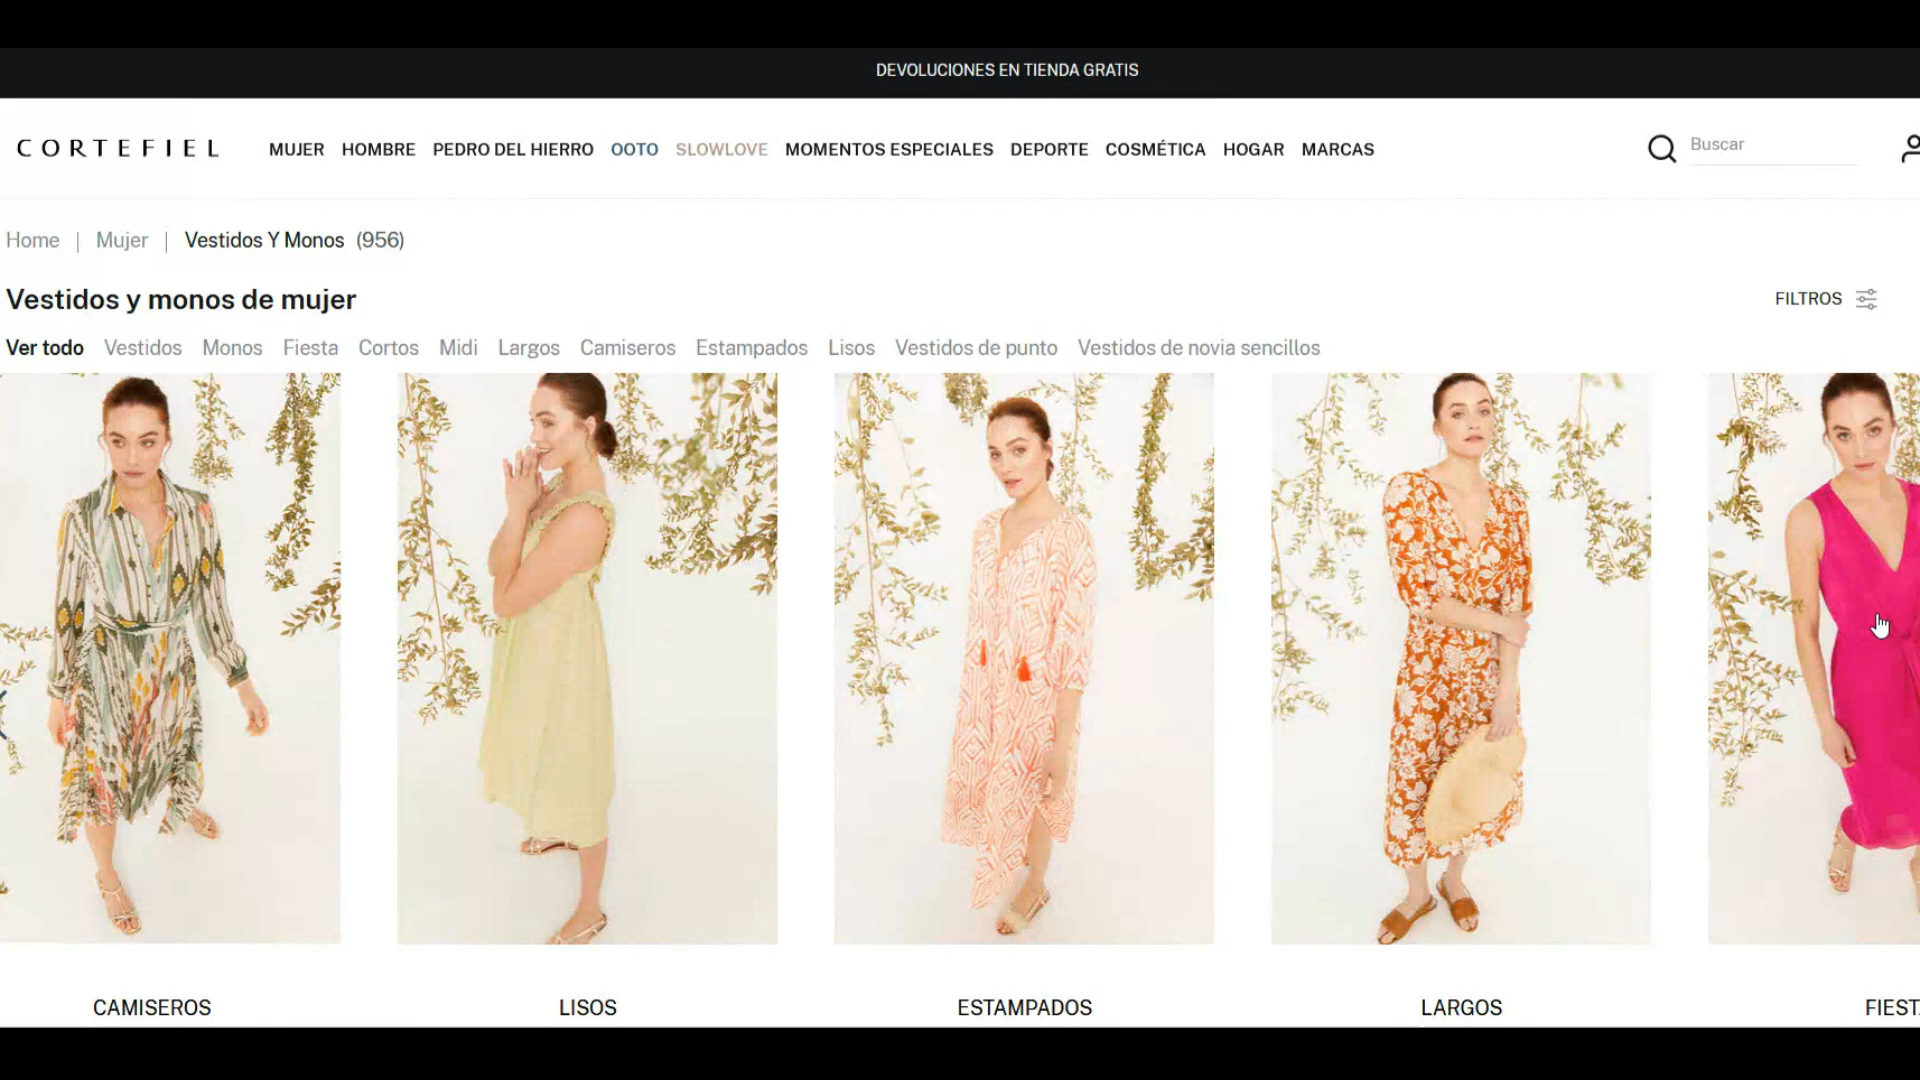 DEVOLUCIONES EN TIENDA GRATIS
CORTEFIEL MUJER HOMBRE PEDRO DEL HIERRO OOTO SLOWLOVE MOMENTOS ESPECIALES DEPORTE COSMÉTICA HOGAR MARCAS Buscar
Home | Mujer | Vestidos Y Monos (956)
Vestidos y monos de mujer FILTROS
Ver todo Vestidos Monos Fiesta Cortos Midi Largos Camiseros Estampados Lisos Vestidos de punto Vestidos de novia sencillos
CAMISEROS LISOS ESTAMPADOS LARGOS FIEST